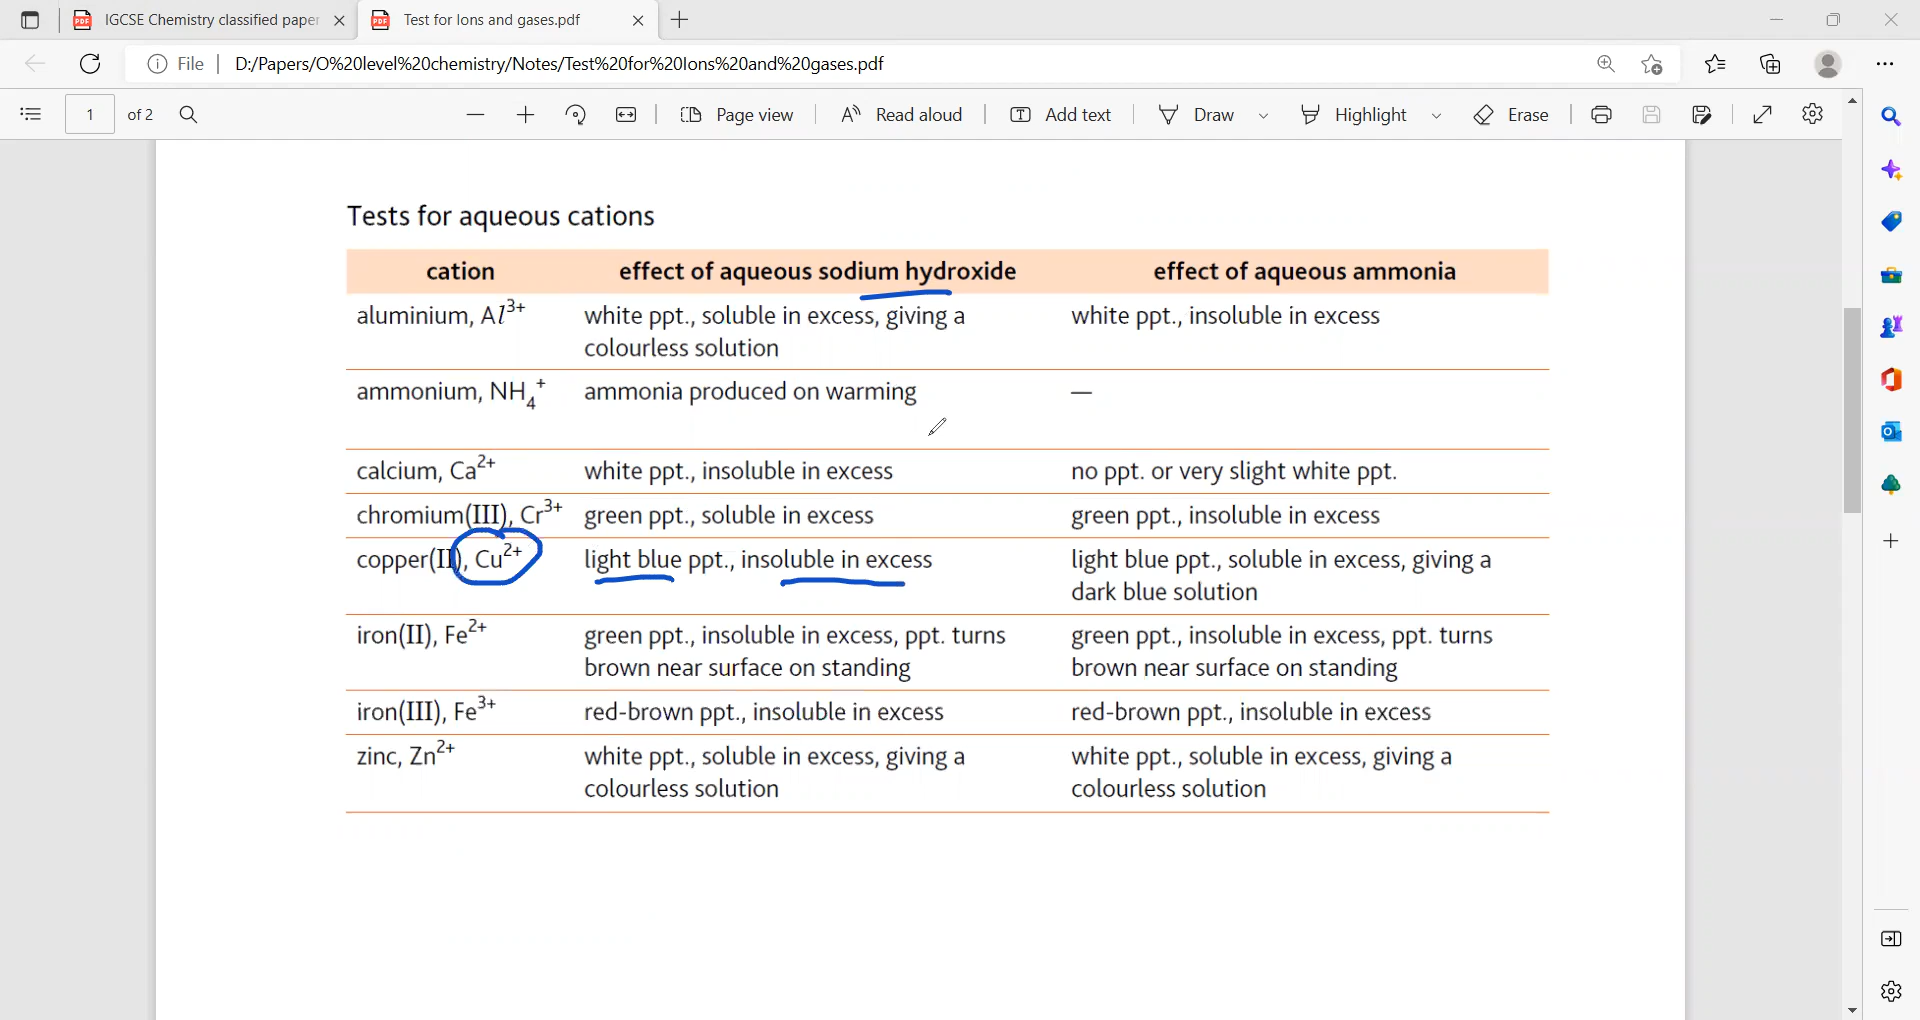 IGCSE Chemistry classified paper
Test for Ions and gases.pdf
File
D:/Papers/O%20level%20chemistry/Notes/Test%20for%20Ions%20and%20gases.pdf
1 of 2
Page view
Read aloud
Add text
Draw
Highlight
Erase
Tests for aqueous cations
cation effect of aqueous sodium hydroxide effect of aqueous ammonia
aluminium, Al³⁺ white ppt., soluble in excess, giving a white ppt., insoluble in excess
colourless solution
ammonium, NH₄⁺ ammonia produced on warming —
calcium, Ca²⁺ white ppt., insoluble in excess no ppt. or very slight white ppt.
chromium(III), Cr³⁺ green ppt., soluble in excess green ppt., insoluble in excess
copper(II), Cu²⁺ light blue ppt., insoluble in excess light blue ppt., soluble in excess, giving a
dark blue solution
iron(II), Fe²⁺ green ppt., insoluble in excess, ppt. turns green ppt., insoluble in excess, ppt. turns
brown near surface on standing brown near surface on standing
iron(III), Fe³⁺ red-brown ppt., insoluble in excess red-brown ppt., insoluble in excess
zinc, Zn²⁺ white ppt., soluble in excess, giving a white ppt., soluble in excess, giving a
colourless solution colourless solution